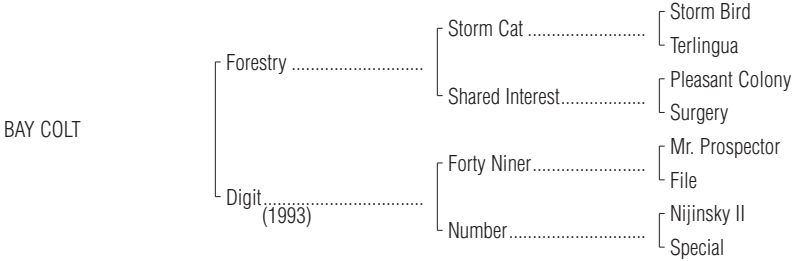 Storm Bird
Storm Cat ..........................
Terlingua
Forestry .............................
Pleasant Colony
Shared Interest...................
Surgery
BAY COLT
Mr. Prospector
Forty Niner.........................
File
Digit...................................
(1993)
Nijinsky II
Number..............................
Special